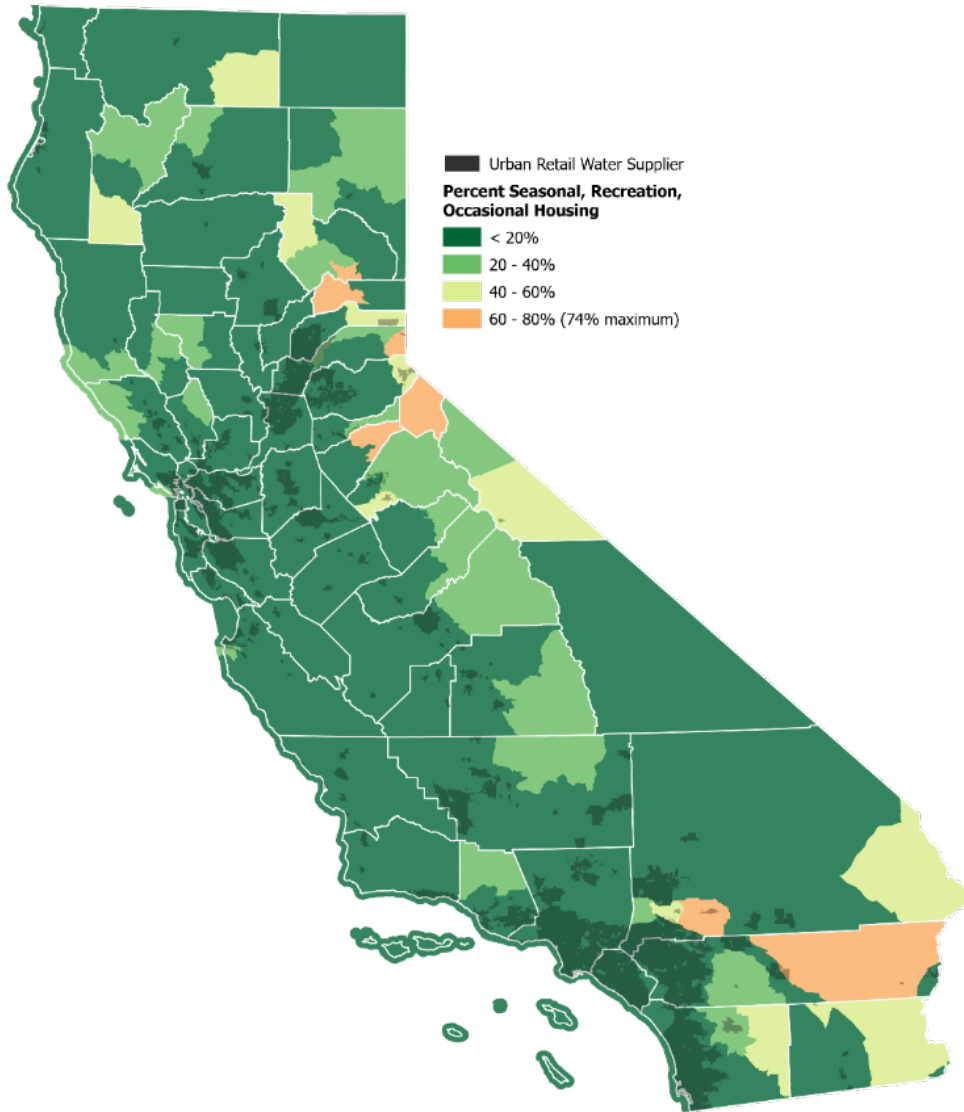 Urban Retail Water Supplier
Percent Seasonal, Recreation,
Occasional Housing
< 20%
20 - 40%
40 - 60%
60 - 80% (74% maximum)